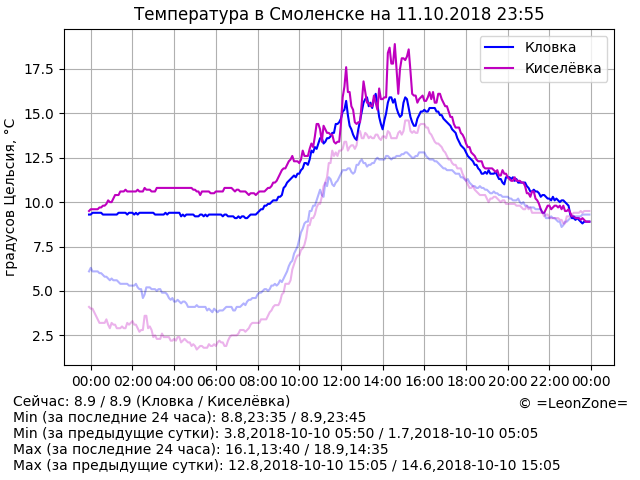 Температура в Смоленске на 11.10.2018 23:55
Кловка
Киселёвка
градусов Цельсия, °C
17.5
15.0
12.5
10.0
7.5
5.0
2.5
00:00 02:00 04:00 06:00 08:00 10:00 12:00 14:00 16:00 18:00 20:00 22:00 00:00
Сейчас: 8.9 / 8.9 (Кловка / Киселёвка)
© =LeonZone=
Min (за последние 24 часа): 8.8,23:35 / 8.9,23:45
Min (за предыдущие сутки): 3.8,2018-10-10 05:50 / 1.7,2018-10-10 05:05
Max (за последние 24 часа): 16.1,13:40 / 18.9,14:35
Max (за предыдущие сутки): 12.8,2018-10-10 15:05 / 14.6,2018-10-10 15:05